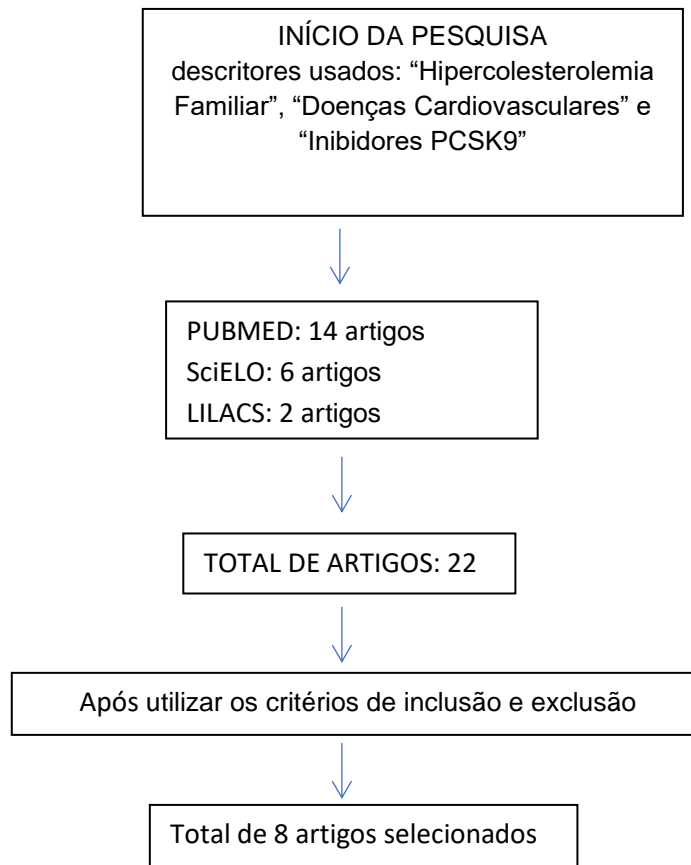 INÍCIO DA PESQUISA
descritores usados: “Hipercolesterolemia
Familiar”, “Doenças Cardiovasculares” e
“Inibidores PCSK9”
PUBMED: 14 artigos
SciELO: 6 artigos
LILACS: 2 artigos
TOTAL DE ARTIGOS: 22
Após utilizar os critérios de inclusão e exclusão
Total de 8 artigos selecionados